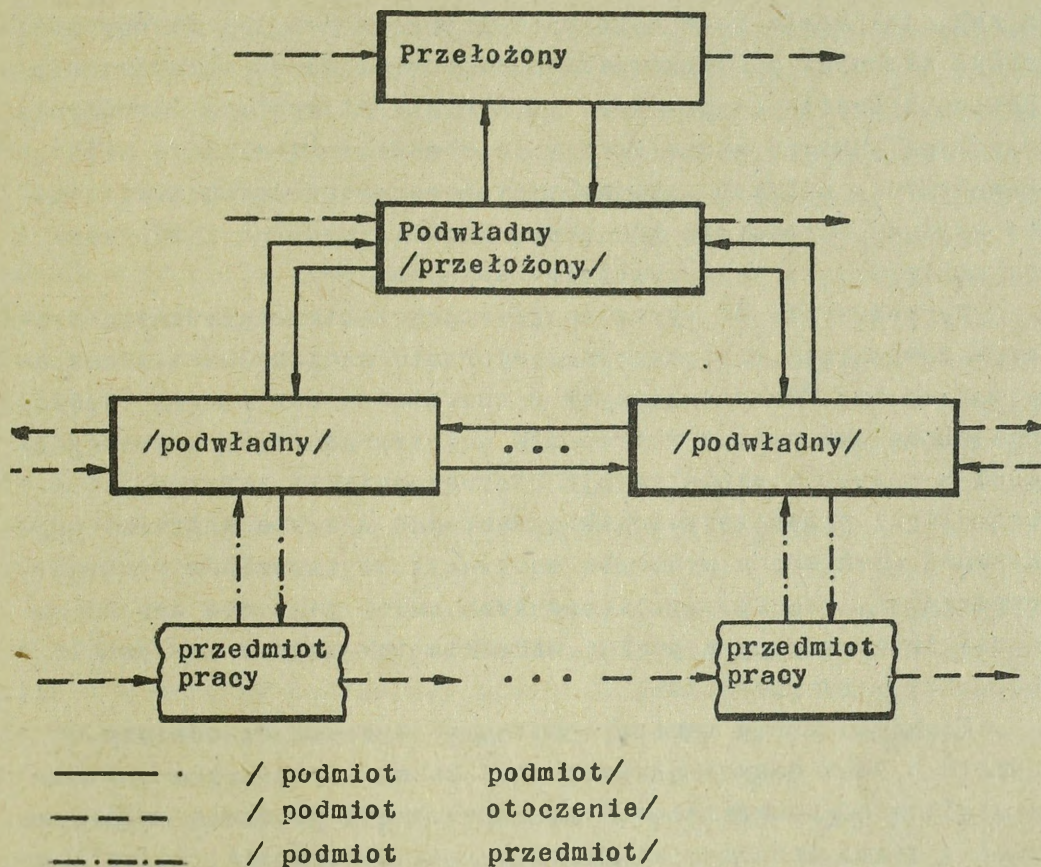 Przełożony
Podwładny
/przełożony/
/podwładny/
. . .
/podwładny/
przedmiot
pracy
. . .
przedmiot
pracy
/ podmiot podmiot/
/ podmiot otoczenie/
/ podmiot przedmiot/